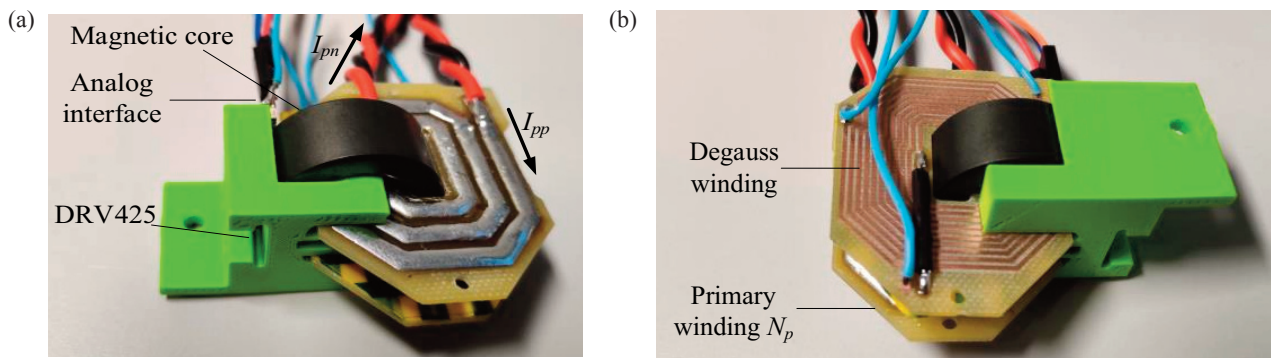 (a)
Magnetic core
Analog
interface
DRV425
I_pn
I_pp
(b)
Degauss
winding
Primary
winding N_p